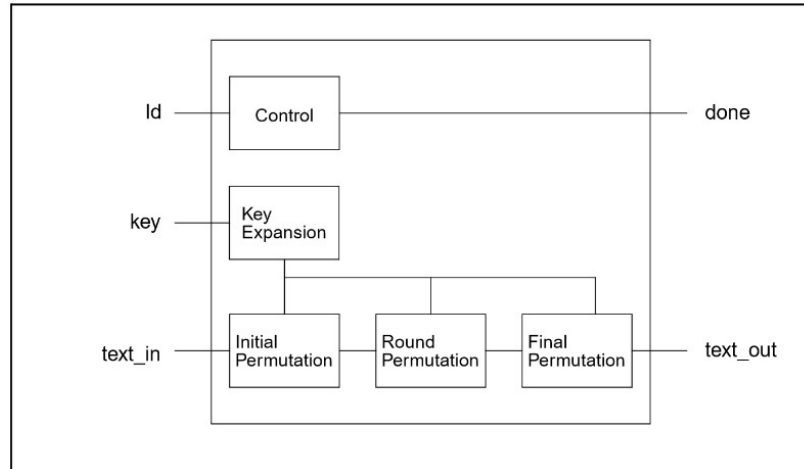 ld
Control
done
key
Key
Expansion
text_in
Initial
Permutation
Round
Permutation
Final
Permutation
text_out